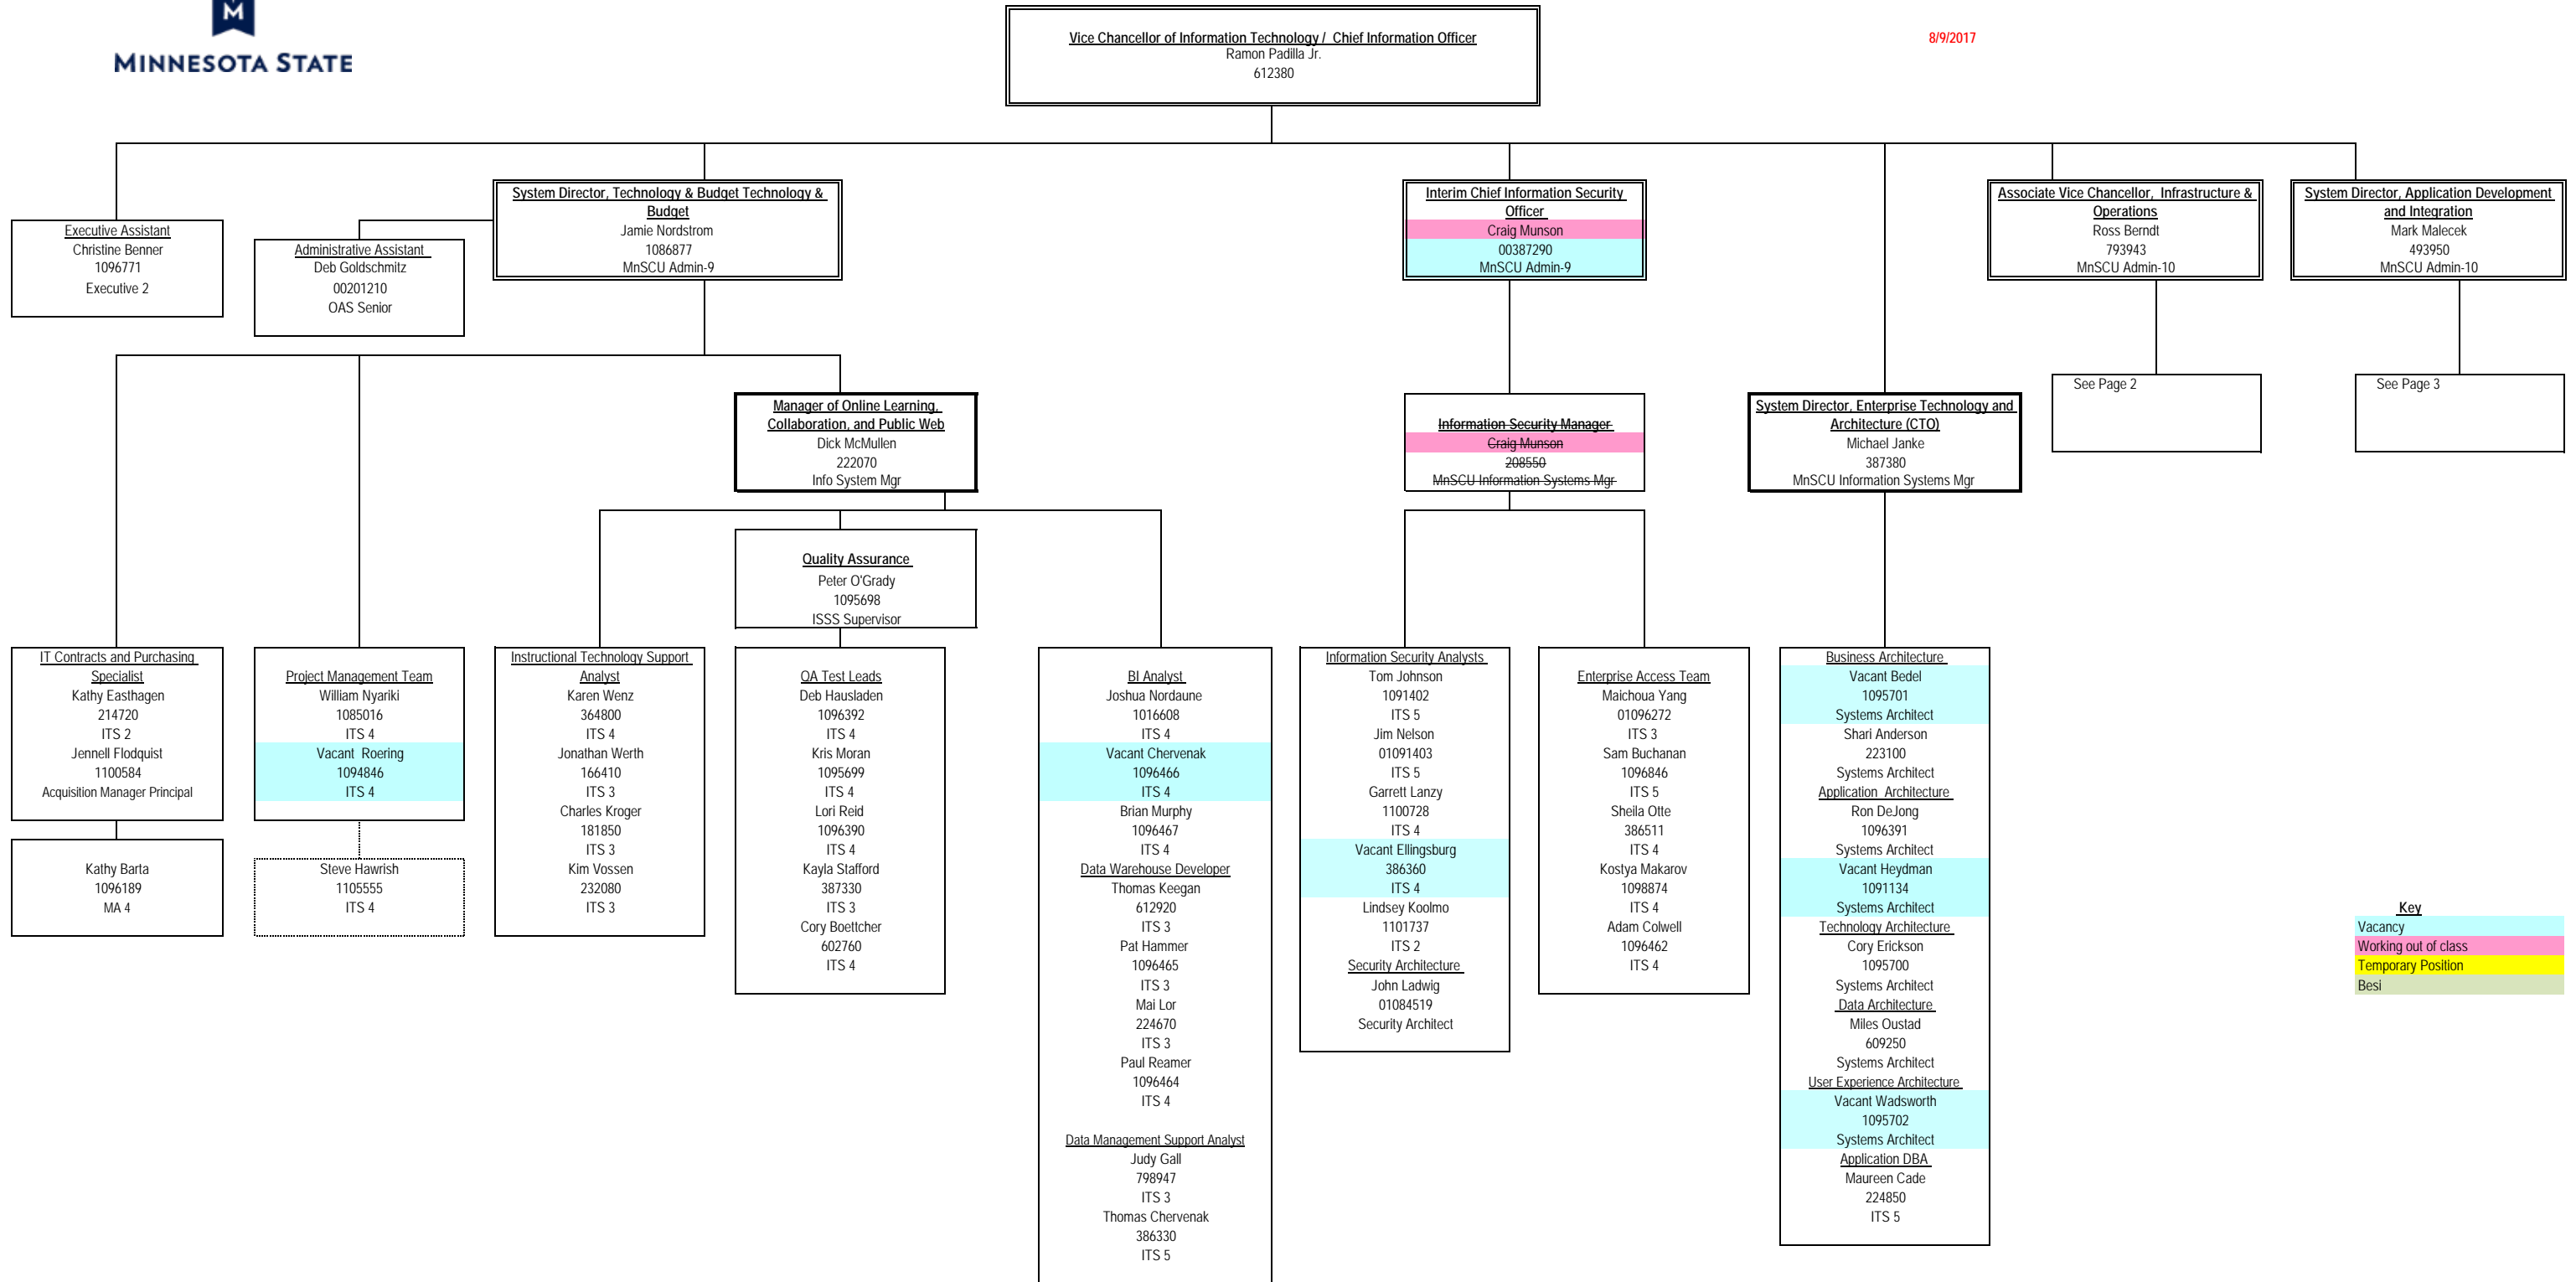 M
MINNESOTA STATE
Vice Chancellor of Information Technology / Chief Information Officer
Ramon Padilla Jr.
612380
8/9/2017
Executive Assistant
Christine Benner
1096771
Executive 2
Administrative Assistant
Deb Goldschmitz
00201210
OAS Senior
System Director, Technology & Budget Technology &
Budget
Jamie Nordstrom
1086877
MnSCU Admin-9
Interim Chief Information Security
Officer
Craig Munson
00387290
MnSCU Admin-9
Associate Vice Chancellor, Infrastructure &
Operations
Ross Berndt
793943
MnSCU Admin-10
System Director, Application Development
and Integration
Mark Malecek
493950
MnSCU Admin-10
Manager of Online Learning,
Collaboration, and Public Web
Dick McMullen
222070
Info System Mgr
Information Security Manager
Craig Munson
208550
MnSCU Information Systems Mgr
System Director, Enterprise Technology and
Architecture (CTO)
Michael Janke
387380
MnSCU Information Systems Mgr
See Page 2
See Page 3
Quality Assurance
Peter O'Grady
1095698
ISSS Supervisor
IT Contracts and Purchasing
Specialist
Kathy Easthagen
214720
ITS 2
Jennell Flodquist
1100584
Acquisition Manager Principal
Kathy Barta
1096189
MA 4
Project Management Team
William Nyariki
1085016
ITS 4
Vacant Roering
1094846
ITS 4
Steve Hawrish
1105555
ITS 4
Instructional Technology Support
Analyst
Karen Wenz
364800
ITS 4
Jonathan Werth
166410
ITS 3
Charles Kroger
181850
ITS 3
Kim Vossen
232080
ITS 3
QA Test Leads
Deb Hausladen
1096392
ITS 4
Kris Moran
1095699
ITS 4
Lori Reid
1096390
ITS 4
Kayla Stafford
387330
ITS 3
Cory Boettcher
602760
ITS 4
BI Analyst
Joshua Nordaune
1016608
ITS 4
Vacant Chervenak
1096466
ITS 4
Brian Murphy
1096467
ITS 4
Data Warehouse Developer
Thomas Keegan
612920
ITS 3
Pat Hammer
1096465
ITS 3
Mai Lor
224670
ITS 3
Paul Reamer
1096464
ITS 4
Data Management Support Analyst
Judy Gall
798947
ITS 3
Thomas Chervenak
386330
ITS 5
Information Security Analysts
Tom Johnson
1091402
ITS 5
Jim Nelson
01091403
ITS 5
Garrett Lanzy
1100728
ITS 4
Vacant Ellingsburg
386360
ITS 4
Lindsey Koolmo
1101737
ITS 2
Security Architecture
John Ladwig
01084519
Security Architect
Enterprise Access Team
Maichoua Yang
01096272
ITS 3
Sam Buchanan
1096846
ITS 5
Sheila Otte
386511
ITS 4
Kostya Makarov
1098874
ITS 4
Adam Colwell
1096462
ITS 4
Business Architecture
Vacant Bedel
1095701
Systems Architect
Shari Anderson
223100
Systems Architect
Application Architecture
Ron DeJong
1096391
Systems Architect
Vacant Heydman
1091134
Systems Architect
Technology Architecture
Cory Erickson
1095700
Systems Architect
Data Architecture
Miles Oustad
609250
Systems Architect
User Experience Architecture
Vacant Wadsworth
1095702
Systems Architect
Application DBA
Maureen Cade
224850
ITS 5
Key
Vacancy
Working out of class
Temporary Position
Besi